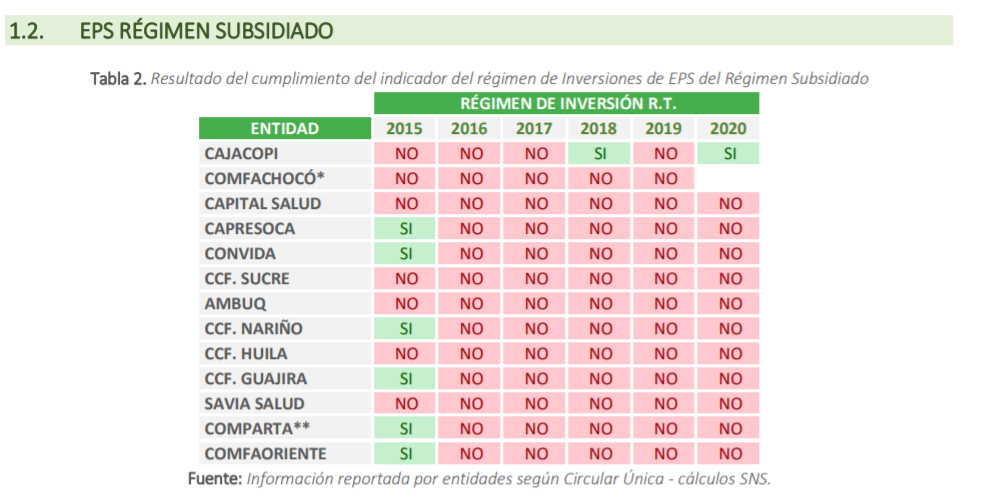 1.2. EPS RÉGIMEN SUBSIDIADO
Tabla 2. Resultado del cumplimiento del indicador del régimen de Inversiones de EPS del Régimen Subsidiado
RÉGIMEN DE INVERSIÓN R.T.
ENTIDAD 2015 2016 2017 2018 2019 2020
CAJACOPI NO NO NO SI NO SI
COMFACHOCÓ* NO NO NO NO NO
CAPITAL SALUD NO NO NO NO NO NO
CAPRESOCA SI NO NO NO NO NO
CONVIDA SI NO NO NO NO NO
CCF. SUCRE NO NO NO NO NO NO
AMBUQ NO NO NO NO NO NO
CCF. NARIÑO SI NO NO NO NO NO
CCF. HUILA NO NO NO NO NO NO
CCF. GUAJIRA SI NO NO NO NO NO
SAVIA SALUD NO NO NO NO NO NO
COMPARTA** SI NO NO NO NO NO
COMFAORIENTE SI NO NO NO NO NO
Fuente: Información reportada por entidades según Circular Única - cálculos SNS.